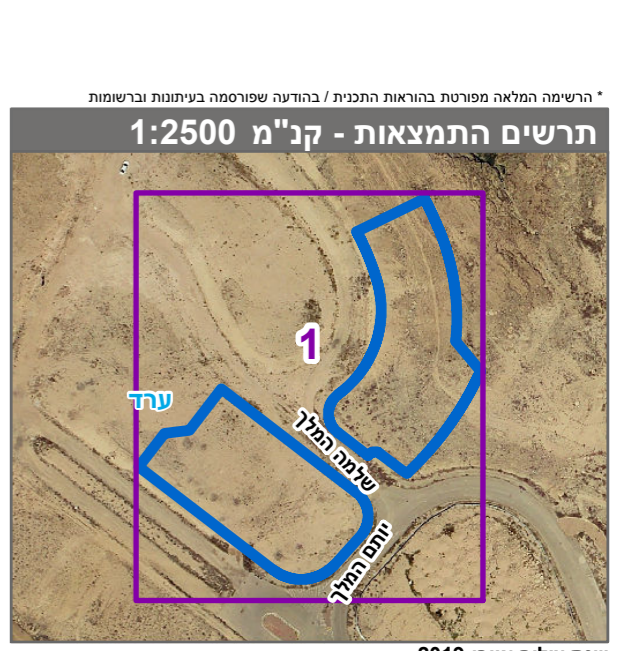 * הרשימה המלאה מפורטת בהוראות התכנית / בהודעה שפורסמה בעיתונות וברשומות
תרשים התמצאות - קנ"מ 1:2500
1
ערד
שלמה המלך
יותם המלך